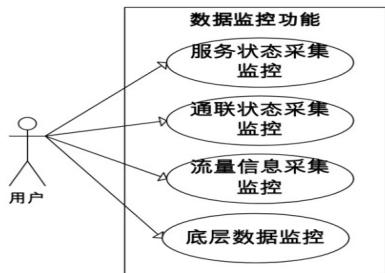 数据监控功能
服务状态采集
监控
通联状态采集
监控
流量信息采集
监控
底层数据监控
用户